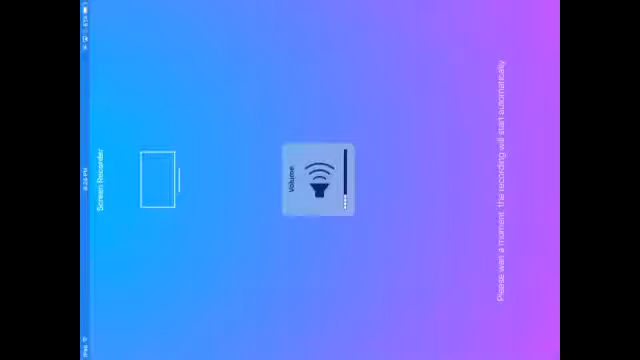 Screen Recorder
Volume
Please wait a moment, the recording will start automatically